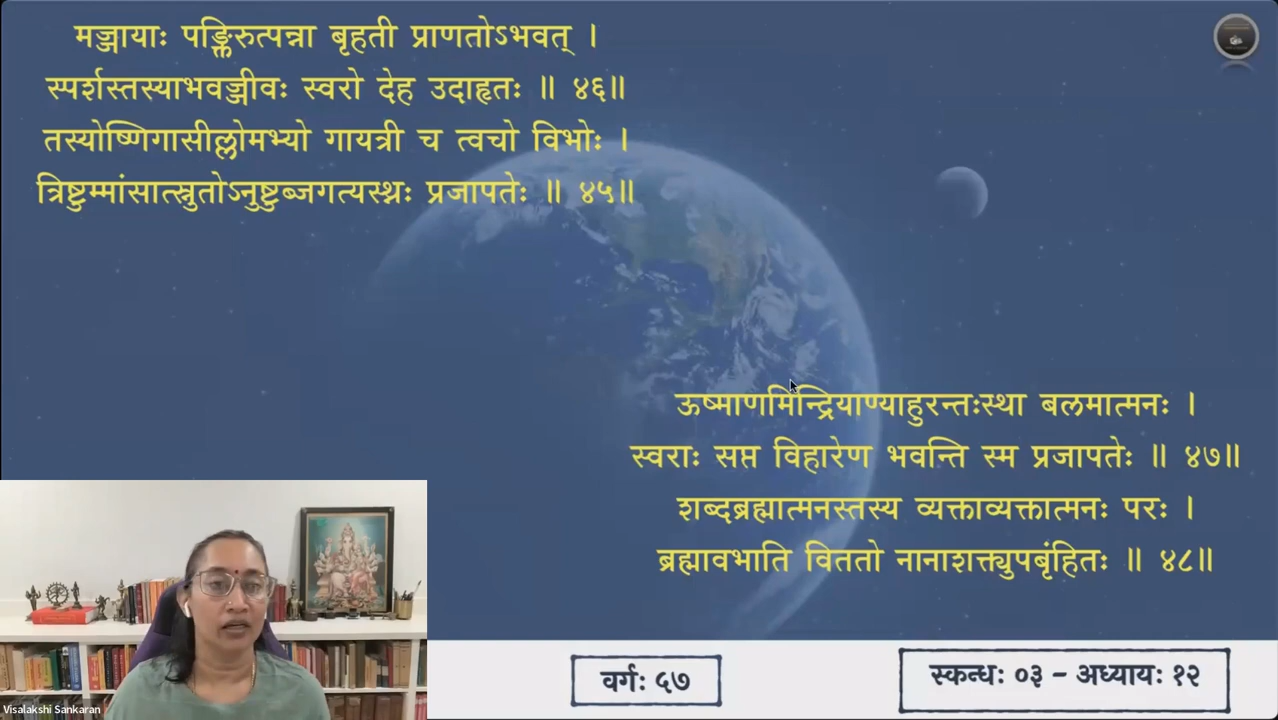 मज्जायाः पङ्क्तिरुत्पन्ना बृहती प्राणतोऽभवत् ।
स्पर्शस्तस्याभवज्जीवः स्वरो देह उदाहृतः ॥ ४६॥
तस्योष्णिगासील्लोमभ्यो गायत्री च त्वचो विभोः ।
त्रिष्टुम्मांसात्स्नुतोऽनुष्टुब्जगत्यस्थ्नः प्रजापतेः ॥ ४५॥
ऊष्माणमिन्द्रियाण्याहुरन्तःस्था बलमात्मनः ।
स्वराः सप्त विहारेण भवन्ति स्म प्रजापतेः ॥ ४७॥
शब्दब्रह्मात्मनस्तस्य व्यक्ताव्यक्तात्मनः परः ।
ब्रह्मावभाति विततो नानाशक्त्युपबृंहितः ॥ ४८॥
वर्गः ५७
स्कन्धः ०३ - अध्यायः १२
Visalakshi Sankaran